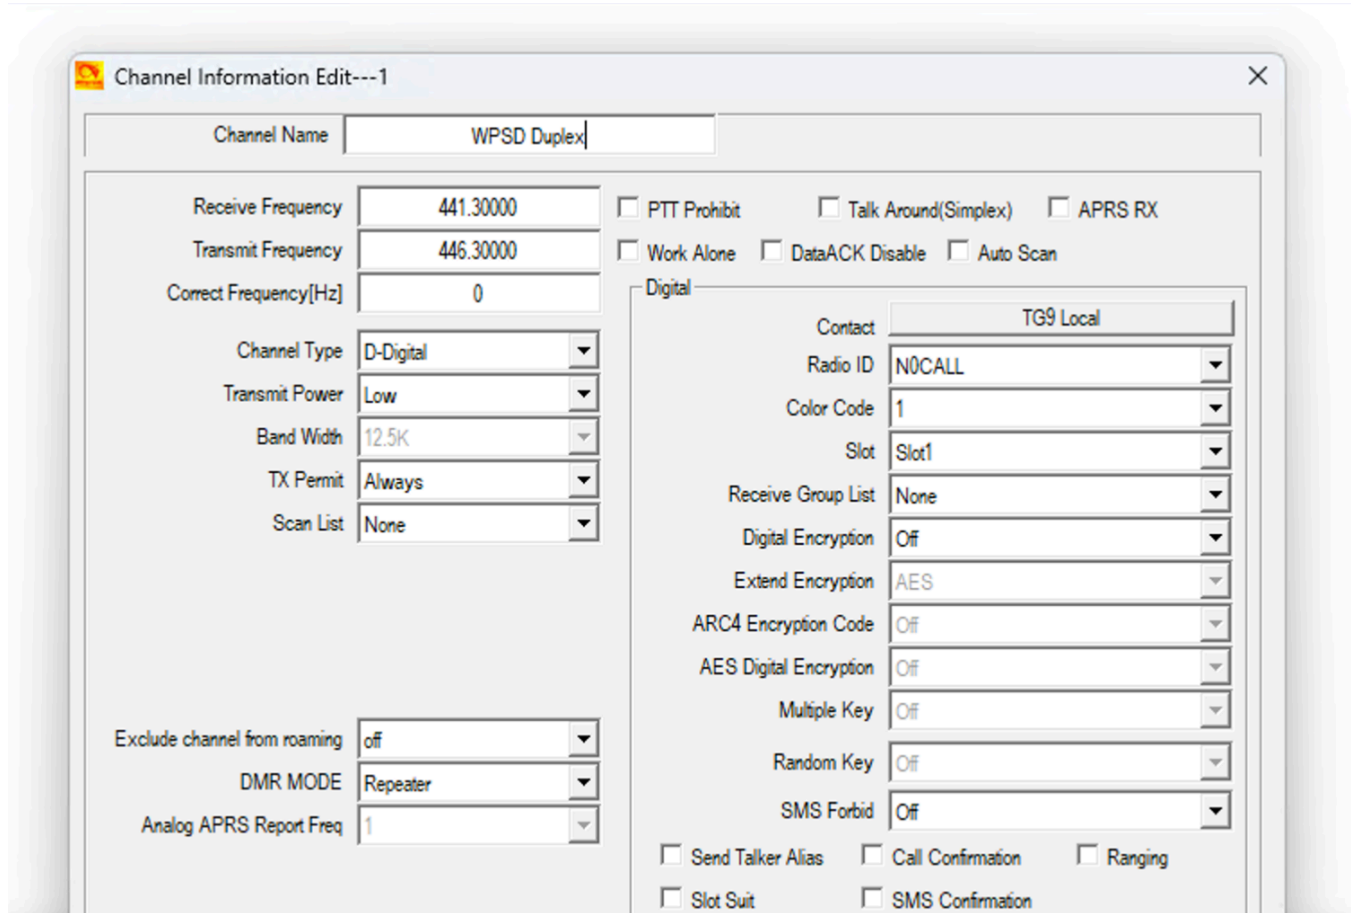 Channel Information Edit---1
Channel Name WPSD Duplex
Receive Frequency 441.30000
Transmit Frequency 446.30000
Correct Frequency[Hz] 0
Channel Type D-Digital
Transmit Power Low
Band Width 12.5K
TX Permit Always
Scan List None
Exclude channel from roaming off
DMR MODE Repeater
Analog APRS Report Freq 1
PTT Prohibit Talk Around(Simplex) APRS RX
Work Alone DataACK Disable Auto Scan
Digital
Contact TG9 Local
Radio ID N0CALL
Color Code 1
Slot Slot1
Receive Group List None
Digital Encryption Off
Extend Encryption AES
ARC4 Encryption Code Off
AES Digital Encryption Off
Multiple Key Off
Random Key Off
SMS Forbid Off
Send Talker Alias Call Confirmation Ranging
Slot Suit SMS Confirmation